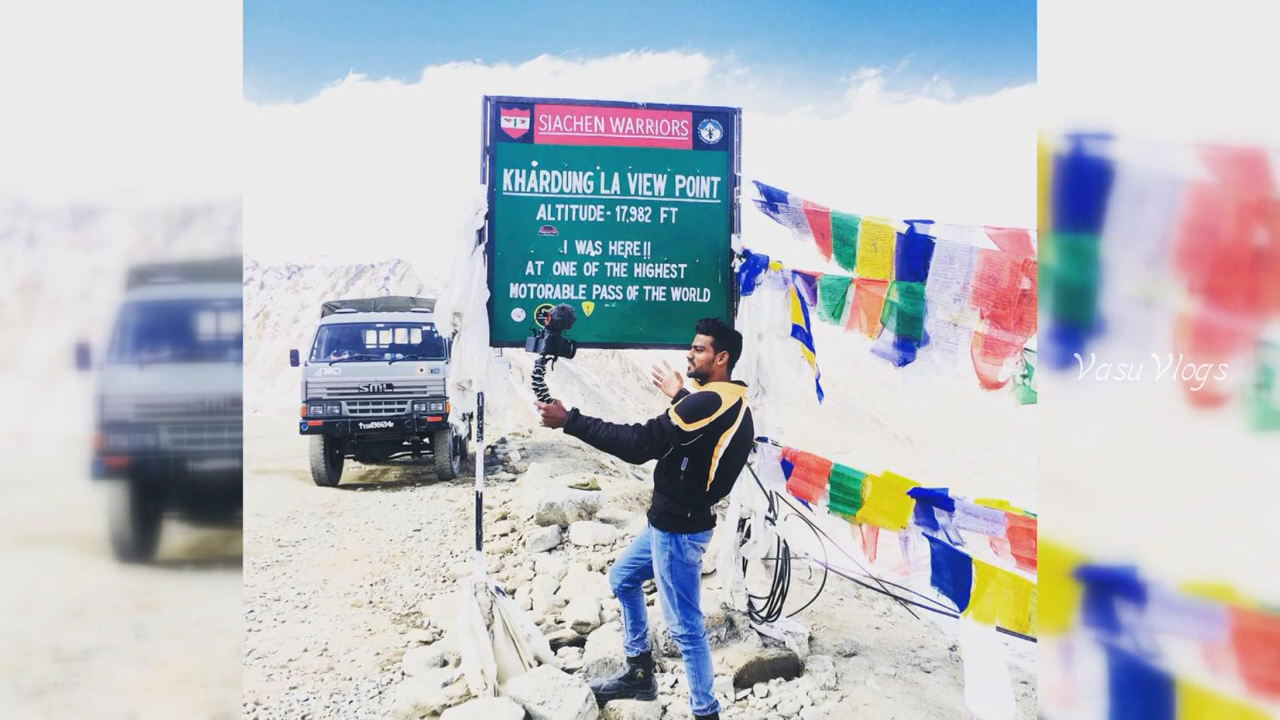 SIACHEN WARRIORS
KHARDUNG LA VIEW POINT
ALTITUDE- 17,982 FT
I WAS HERE!!
AT ONE OF THE HIGHEST
MOTORABLE PASS OF THE WORLD
SML
Vasu Vlogs